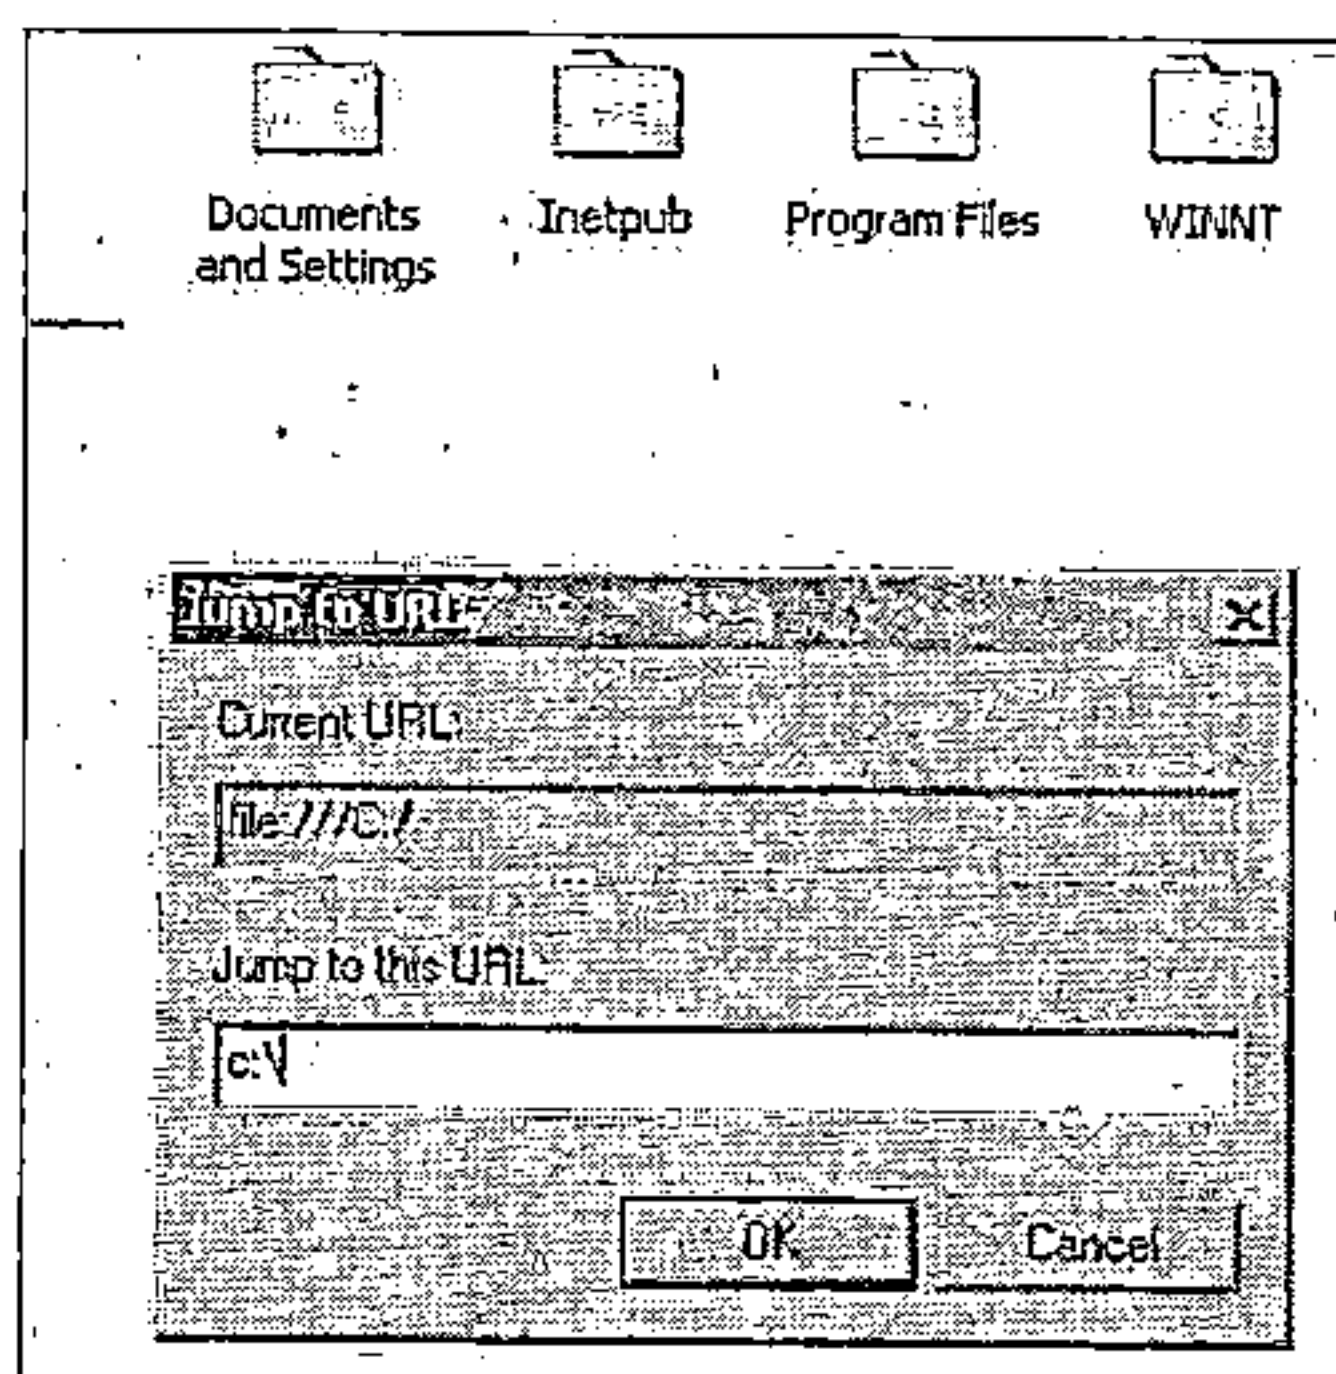 Documents
and Settings
Inetpub
Program Files
WINNT
Jump to URL
Current URL:
file:///C:/
Jump to this URL:
c:\
OK
Cancel